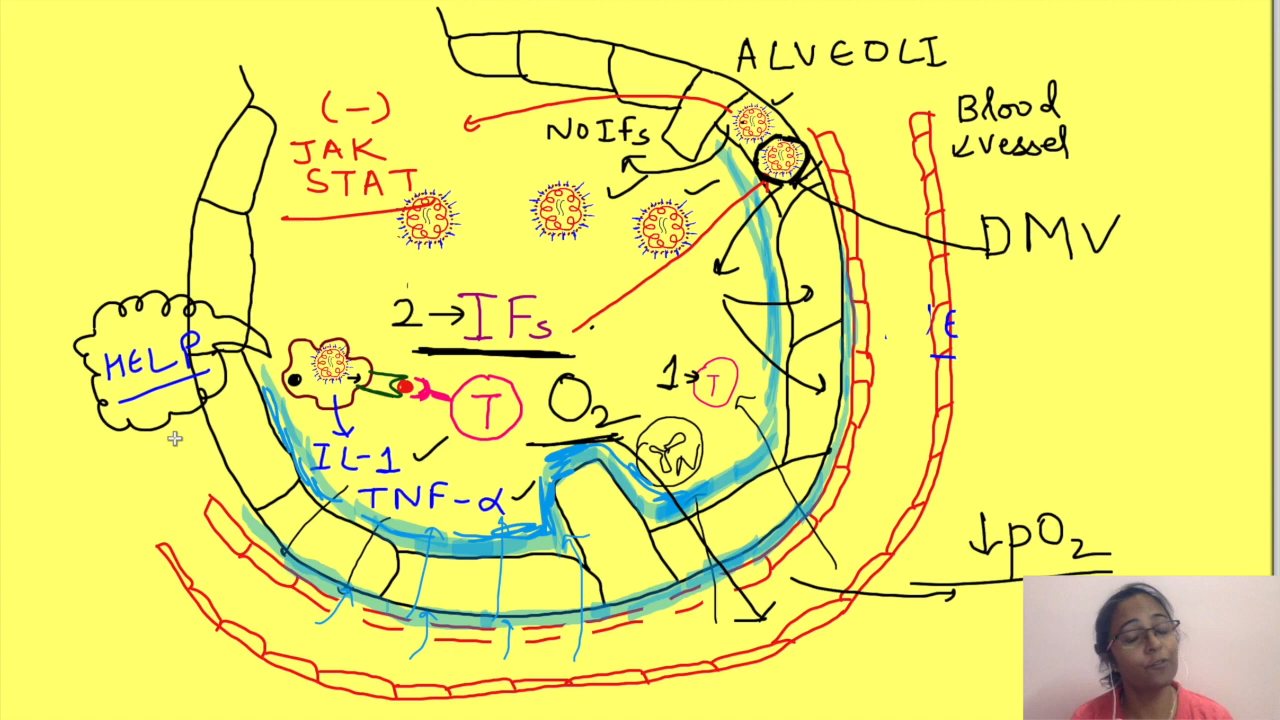 ALVEOLI
Blood
vessel
(-)
JAK
STAT
NO IFs
DMV
2→IFs
HELP
1→T
T
O2
N
IL-1
TNF-α
↓pO2